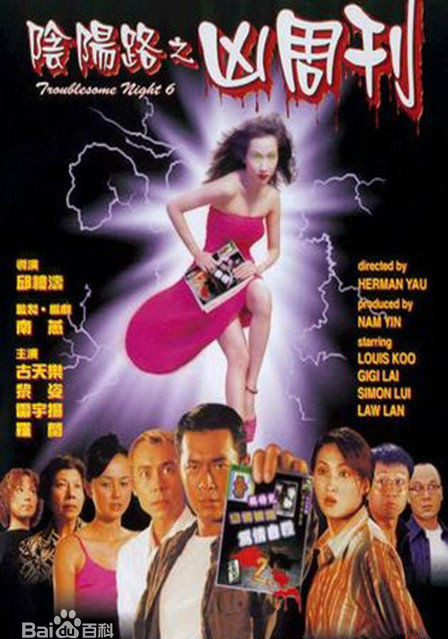 陰陽路之凶周刊
Troublesome Night 6
導演
邱禮濤
監製·編劇
南燕
主演
古天樂
黎姿
雷宇揚
羅蘭
directed by
HERMAN YAU
produced by
NAM YIN
starring
LOUIS KOO
GIGI LAI
SIMON LUI
LAW LAN
Bai百科